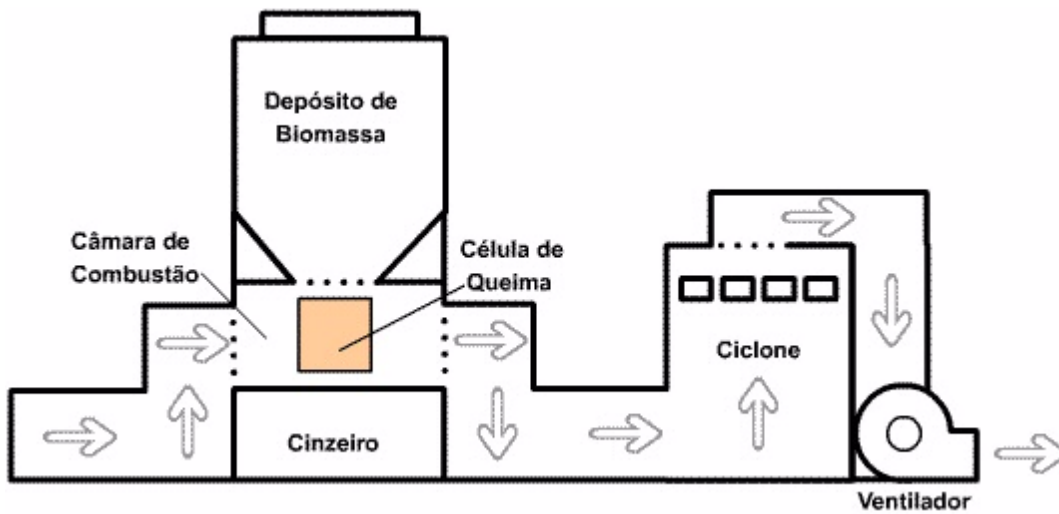 Depósito de
Biomassa
Câmara de
Combustão
Célula de
Queima
Ciclone
Cinzeiro
Ventilador